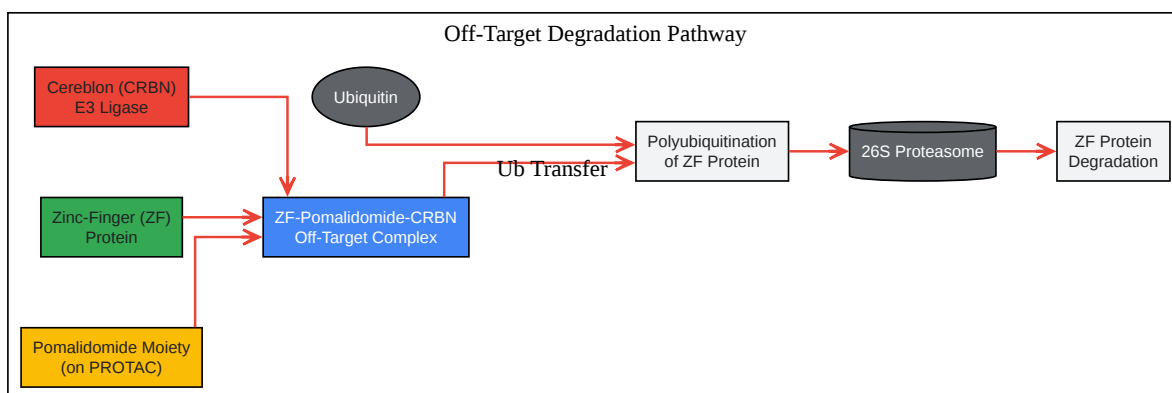 Off-Target Degradation Pathway
Cereblon (CRBN)
E3 Ligase
Ubiquitin
Polyubiquitination
of ZF Protein
26S Proteasome
ZF Protein
Degradation
Ub Transfer
Zinc-Finger (ZF)
Protein
ZF-Pomalidomide-CRBN
Off-Target Complex
Pomalidomide Moiety
(on PROTAC)